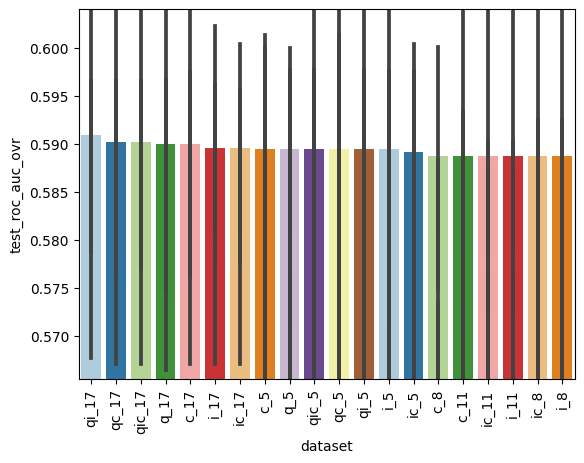 0.600
0.595
0.590
0.585
0.580
0.575
0.570
test_roc_auc_ovr
qi_17
qc_17
qic_17
q_17
c_17
i_17
ic_17
c_5
q_5
qic_5
qc_5
qi_5
i_5
ic_5
c_8
c_11
ic_11
i_11
ic_8
i_8
dataset